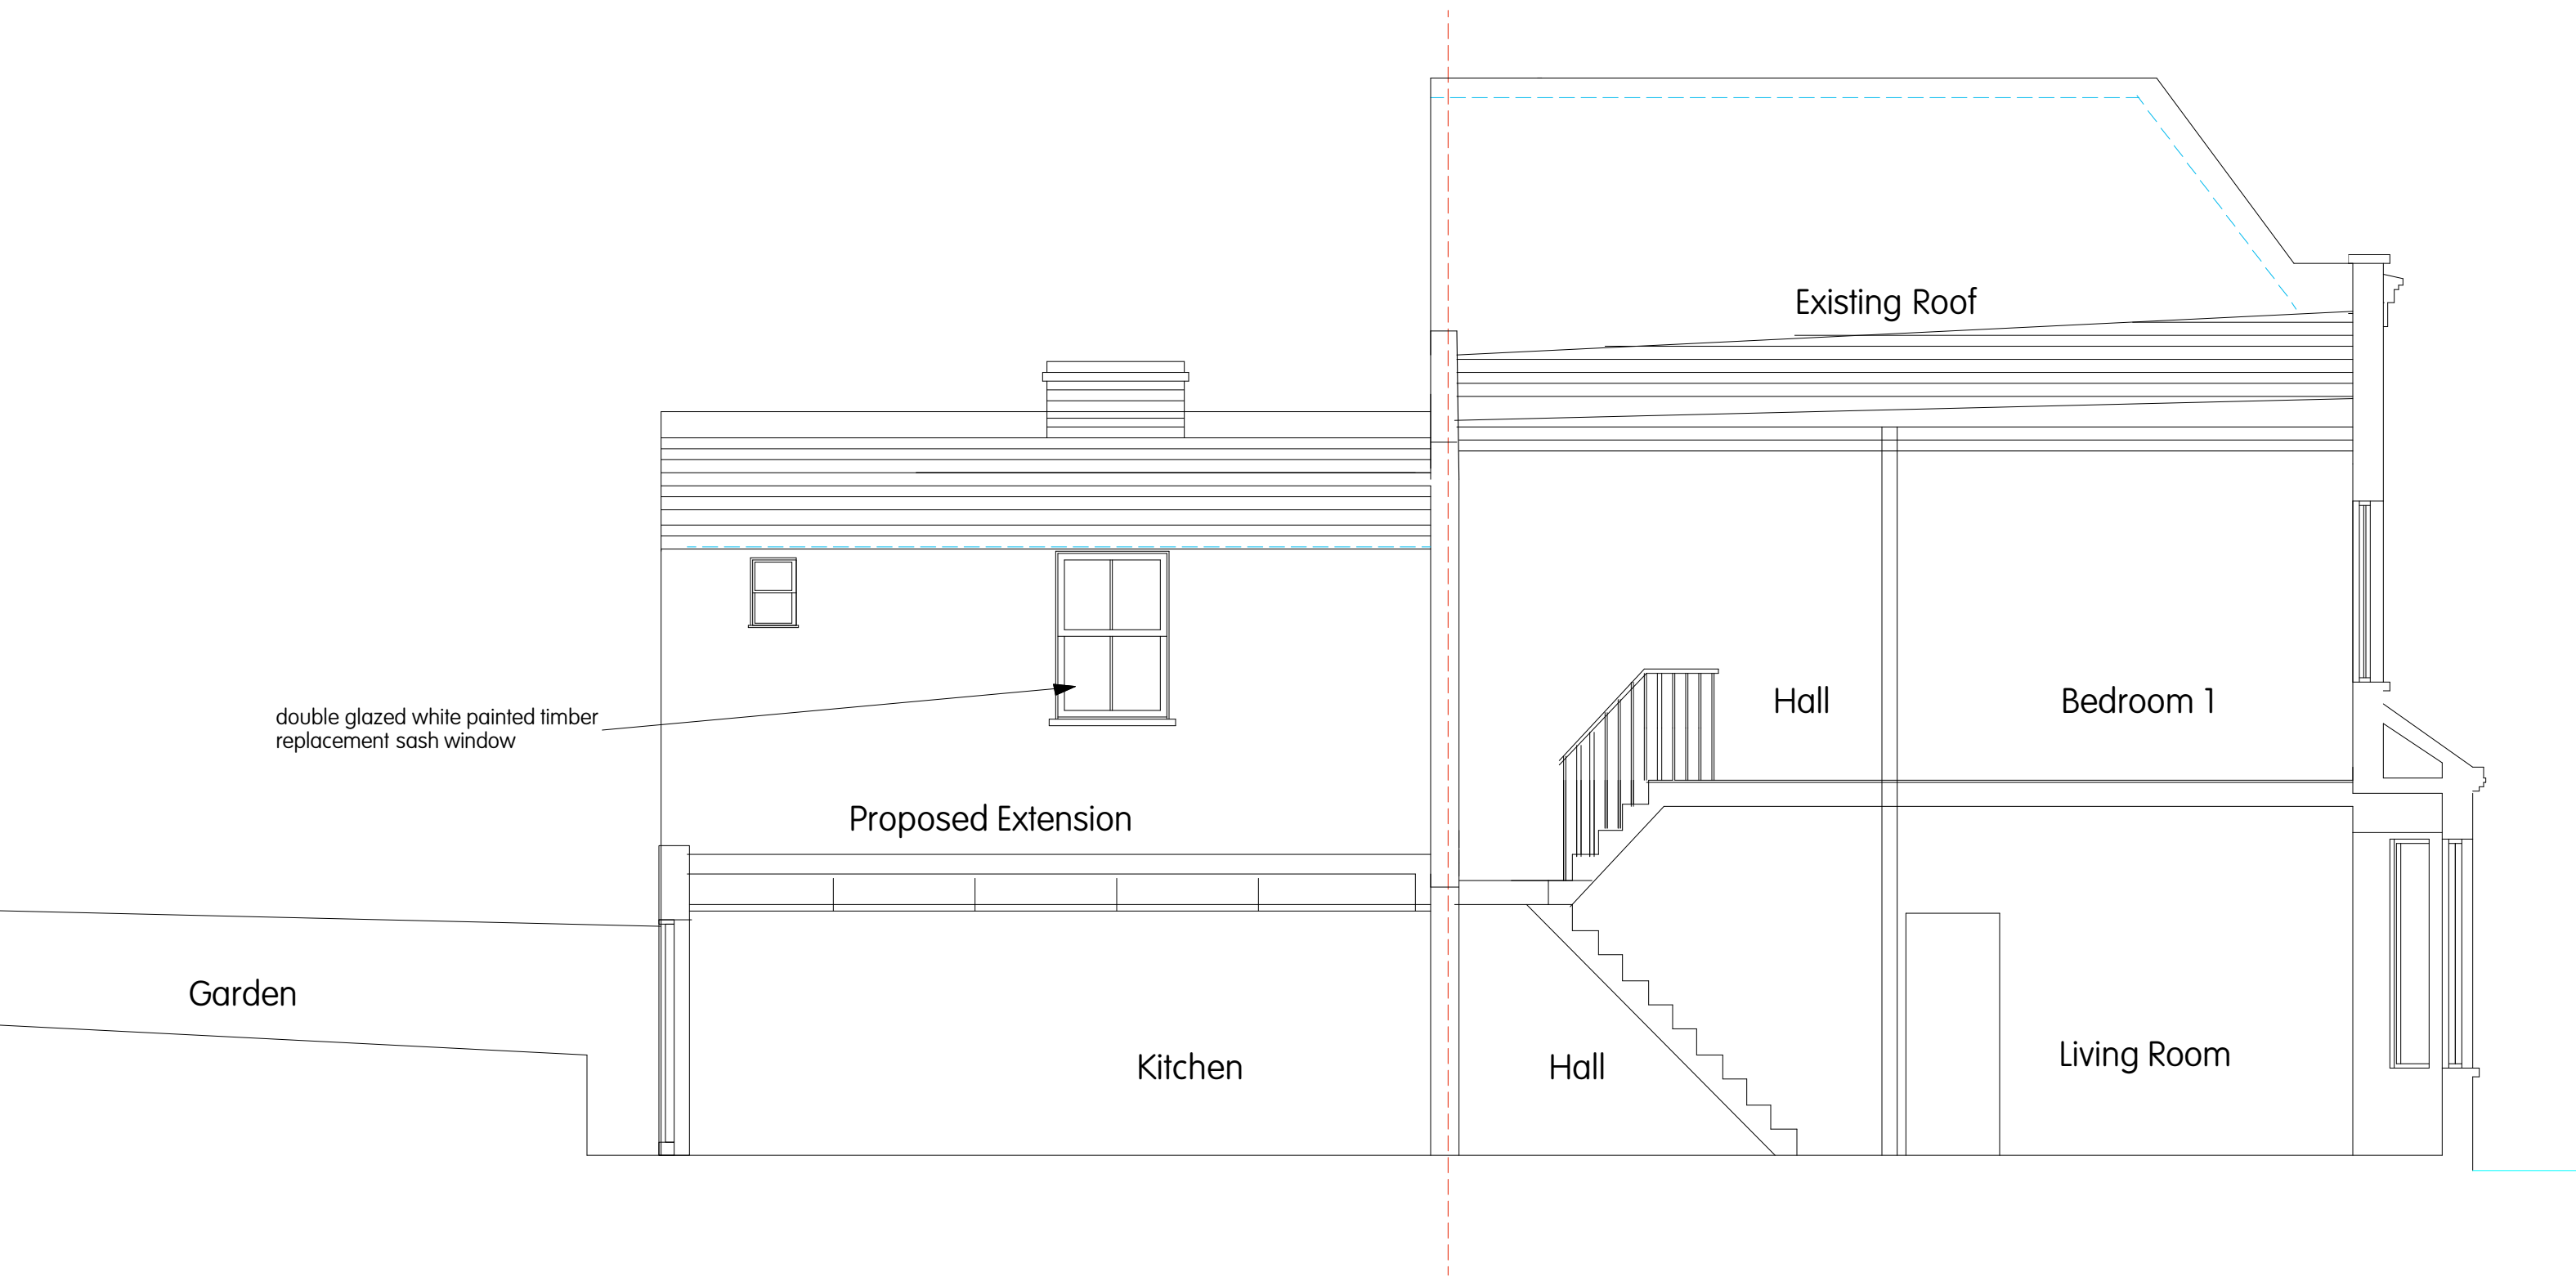 Existing Roof
Hall
Bedroom 1
double glazed white painted timber
replacement sash window
Proposed Extension
Garden
Kitchen
Hall
Living Room